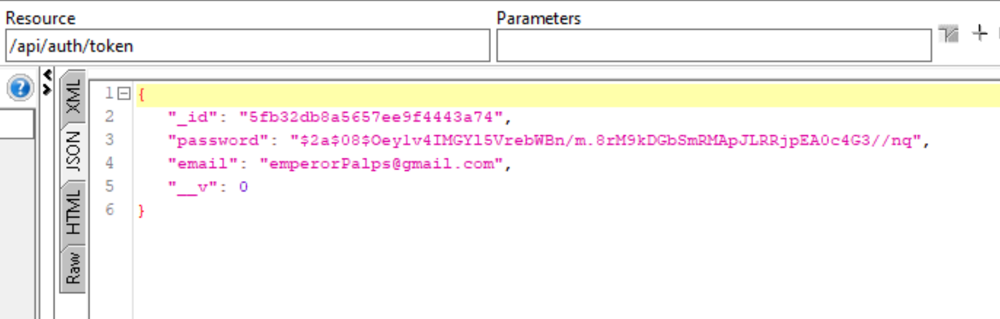 Resource
Parameters
/api/auth/token
XML
JSON
HTML
Raw
1 {
2 "_id": "5fb32db8a5657ee9f4443a74",
3 "password": "$2a$08$Oeylv4IMGYl5VrebWBn/m.8rM9kDGbSmRMApJLRRjpEA0c4G3//nq",
4 "email": "emperorPalps@gmail.com",
5 "__v": 0
6 }